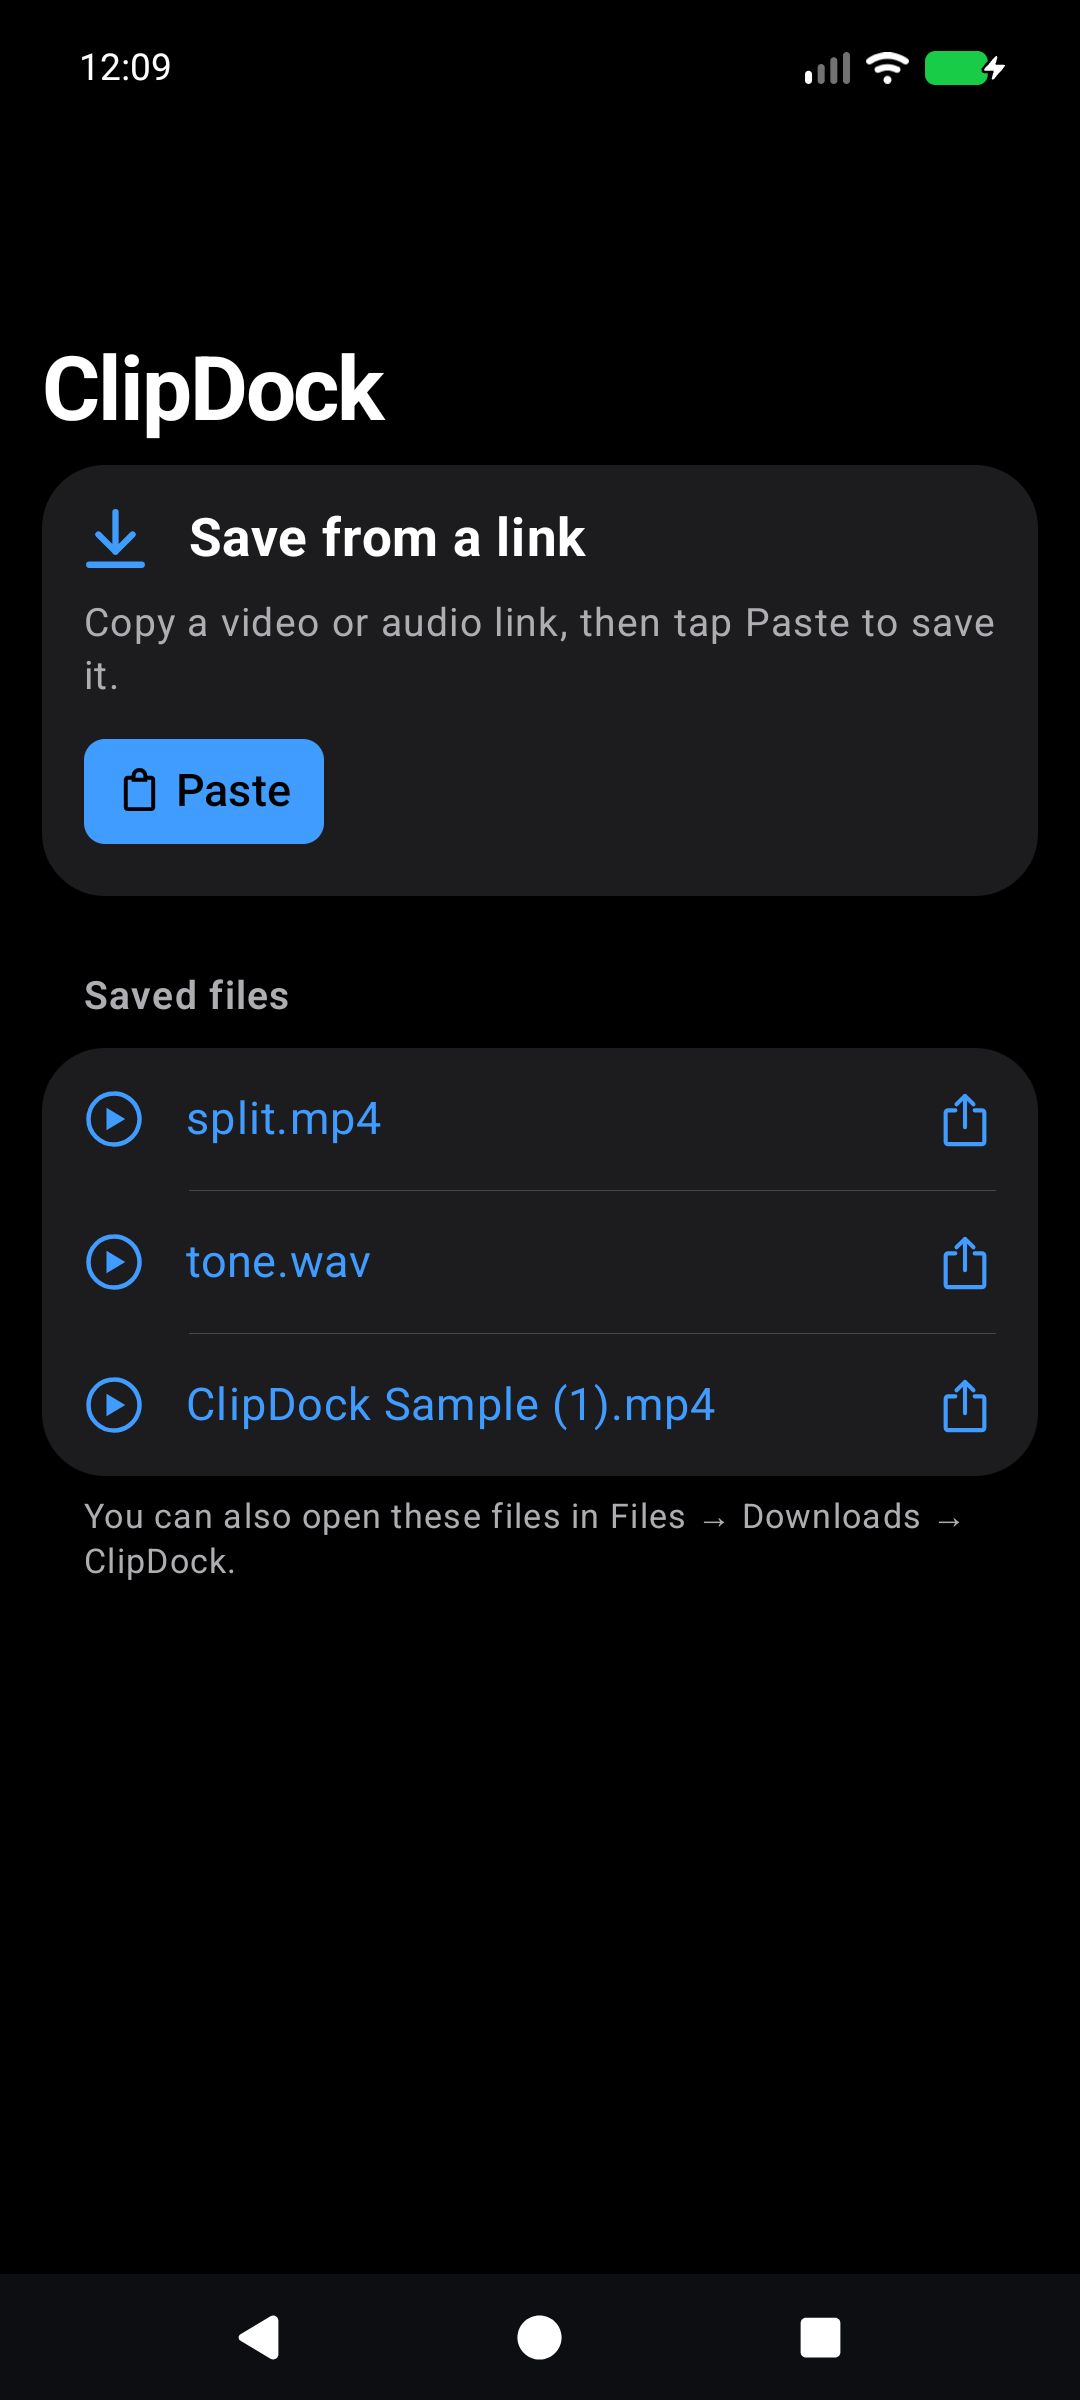 12:09
ClipDock
Save from a link
Copy a video or audio link, then tap Paste to save
it.
Paste
Saved files
split.mp4
tone.wav
ClipDock Sample (1).mp4
You can also open these files in Files → Downloads →
ClipDock.